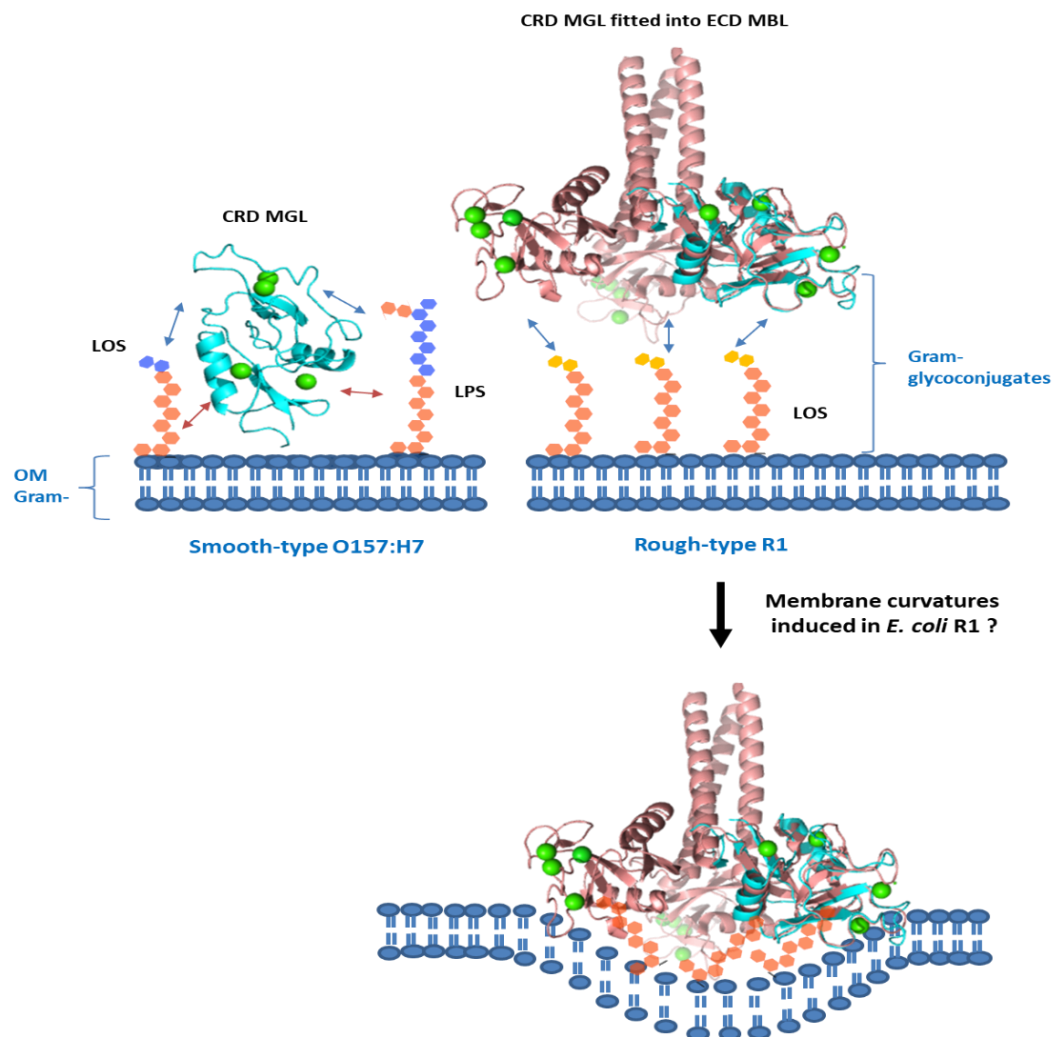 CRD MGL fitted into ECD MBL
CRD MGL
LOS
LPS
LOS
Gram-
glycoconjugates
OM
Gram-
Smooth-type O157:H7
Rough-type R1
Membrane curvatures
induced in E. coli R1 ?